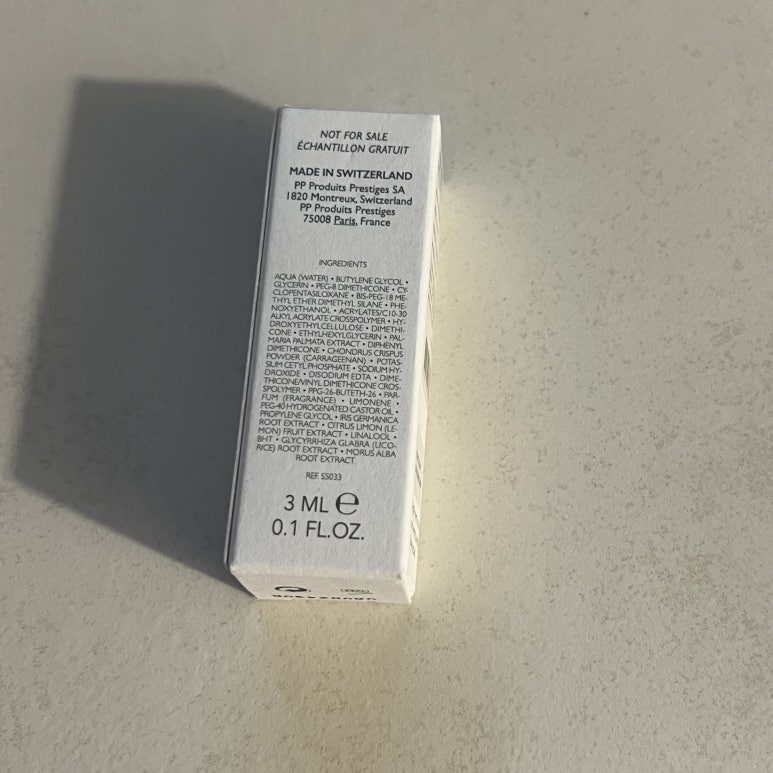 NOT FOR SALE
ÉCHANTILLON GRATUIT
MADE IN SWITZERLAND
PP Produits Prestiges SA
1820 Montreux, Switzerland
PP Produits Prestiges
75008 Paris, France
INGREDIENTS
AQUA (WATER) • BUTYLENE GLYCOL •
GLYCERIN • PEG-8 DIMETHICONE • CY-
CLOPENTASILOXANE • BIS-PEG-18 ME-
THYL ETHER DIMETHYL SILANE • PHE-
NOXYETHANOL • ACRYLATES/C10-30
ALKYL ACRYLATE CROSSPOLYMER • HY-
DROXYETHYLCELLULOSE • DIMETHI-
CONE • ETHYLHEXYLGLYCERIN • PAL-
MARIA PALMATA EXTRACT • DIPHENYL
DIMETHICONE • CHONDRUS CRISPUS
POWDER (CARRAGEENAN) • POTAS-
SIUM CETYL PHOSPHATE • SODIUM HY-
DROXIDE • DISODIUM EDTA • DIME-
THICONE/VINYL DIMETHICONE CROS-
SPOLYMER • PPG-26-BUTETH-26 • PAR-
FUM (FRAGRANCE) • LIMONENE •
PEG-40 HYDROGENATED CASTOR OIL •
PROPYLENE GLYCOL • IRIS GERMANICA
ROOT EXTRACT • CITRUS LIMON (LE-
MON) FRUIT EXTRACT • LINALOOL •
BHT • GLYCYRRHIZA GLABRA (LICO-
RICE) ROOT EXTRACT • MORUS ALBA
ROOT EXTRACT
REF. S5033
3 ML ℮
0.1 FL.OZ.